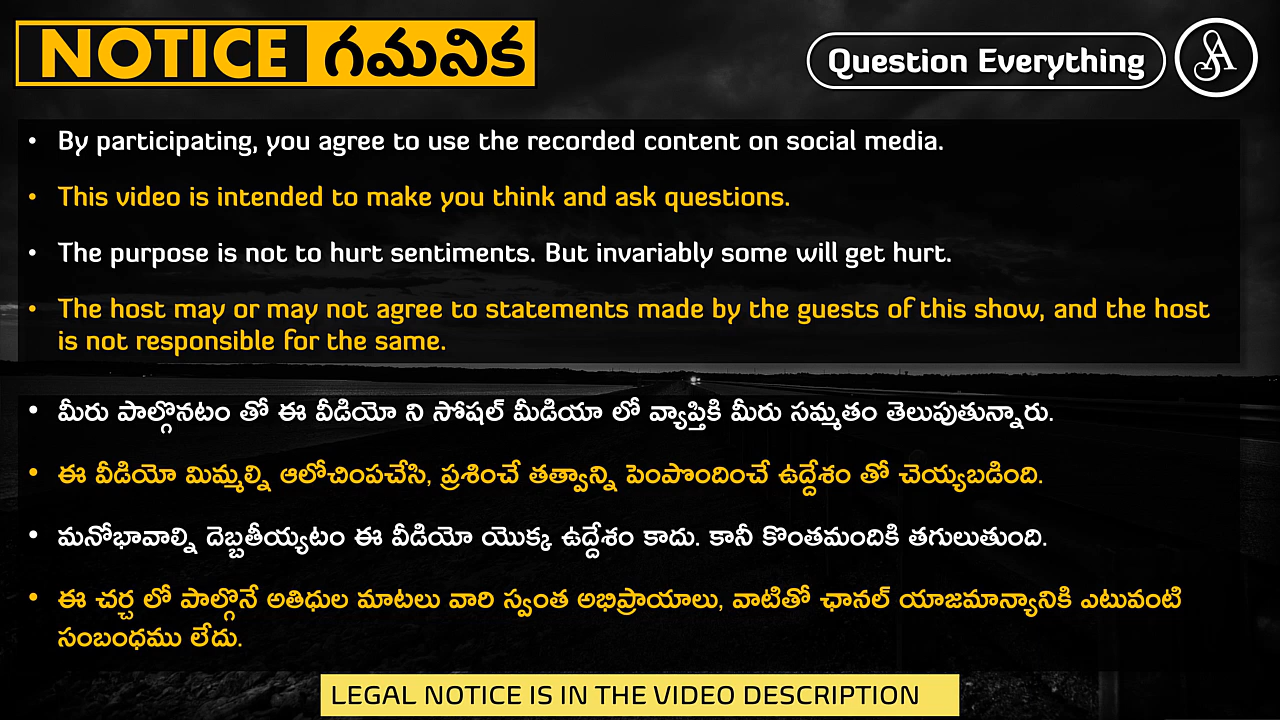 NOTICE గమనిక
Question Everything
SA
• By participating, you agree to use the recorded content on social media.
• This video is intended to make you think and ask questions.
• The purpose is not to hurt sentiments. But invariably some will get hurt.
• The host may or may not agree to statements made by the guests of this show, and the host
is not responsible for the same.
• మీరు పాల్గొనటం తో ఈ వీడియో ని సోషల్ మీడియా లో వ్యాప్తికి మీరు సమ్మతం తెలుపుతున్నారు.
• ఈ వీడియో మిమ్మల్ని ఆలోచింపచేసి, ప్రశించే తత్వాన్ని పెంపొందించే ఉద్దేశం తో చెయ్యబడింది.
• మనోభావాల్ని దెబ్బతీయ్యటం ఈ వీడియో యొక్క ఉద్దేశం కాదు. కానీ కొంతమందికి తగులుతుంది.
• ఈ చర్చ లో పాల్గొనే అతిధుల మాటలు వారి స్వంత అభిప్రాయాలు, వాటితో ఛానల్ యాజమాన్యానికి ఎటువంటి
సంబంధము లేదు.
LEGAL NOTICE IS IN THE VIDEO DESCRIPTION